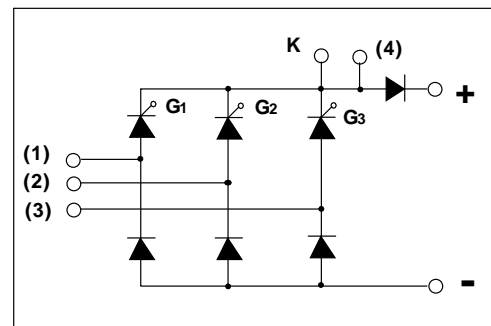 K (4)
+
G1 G2 G3
(1)
(2)
(3)
-